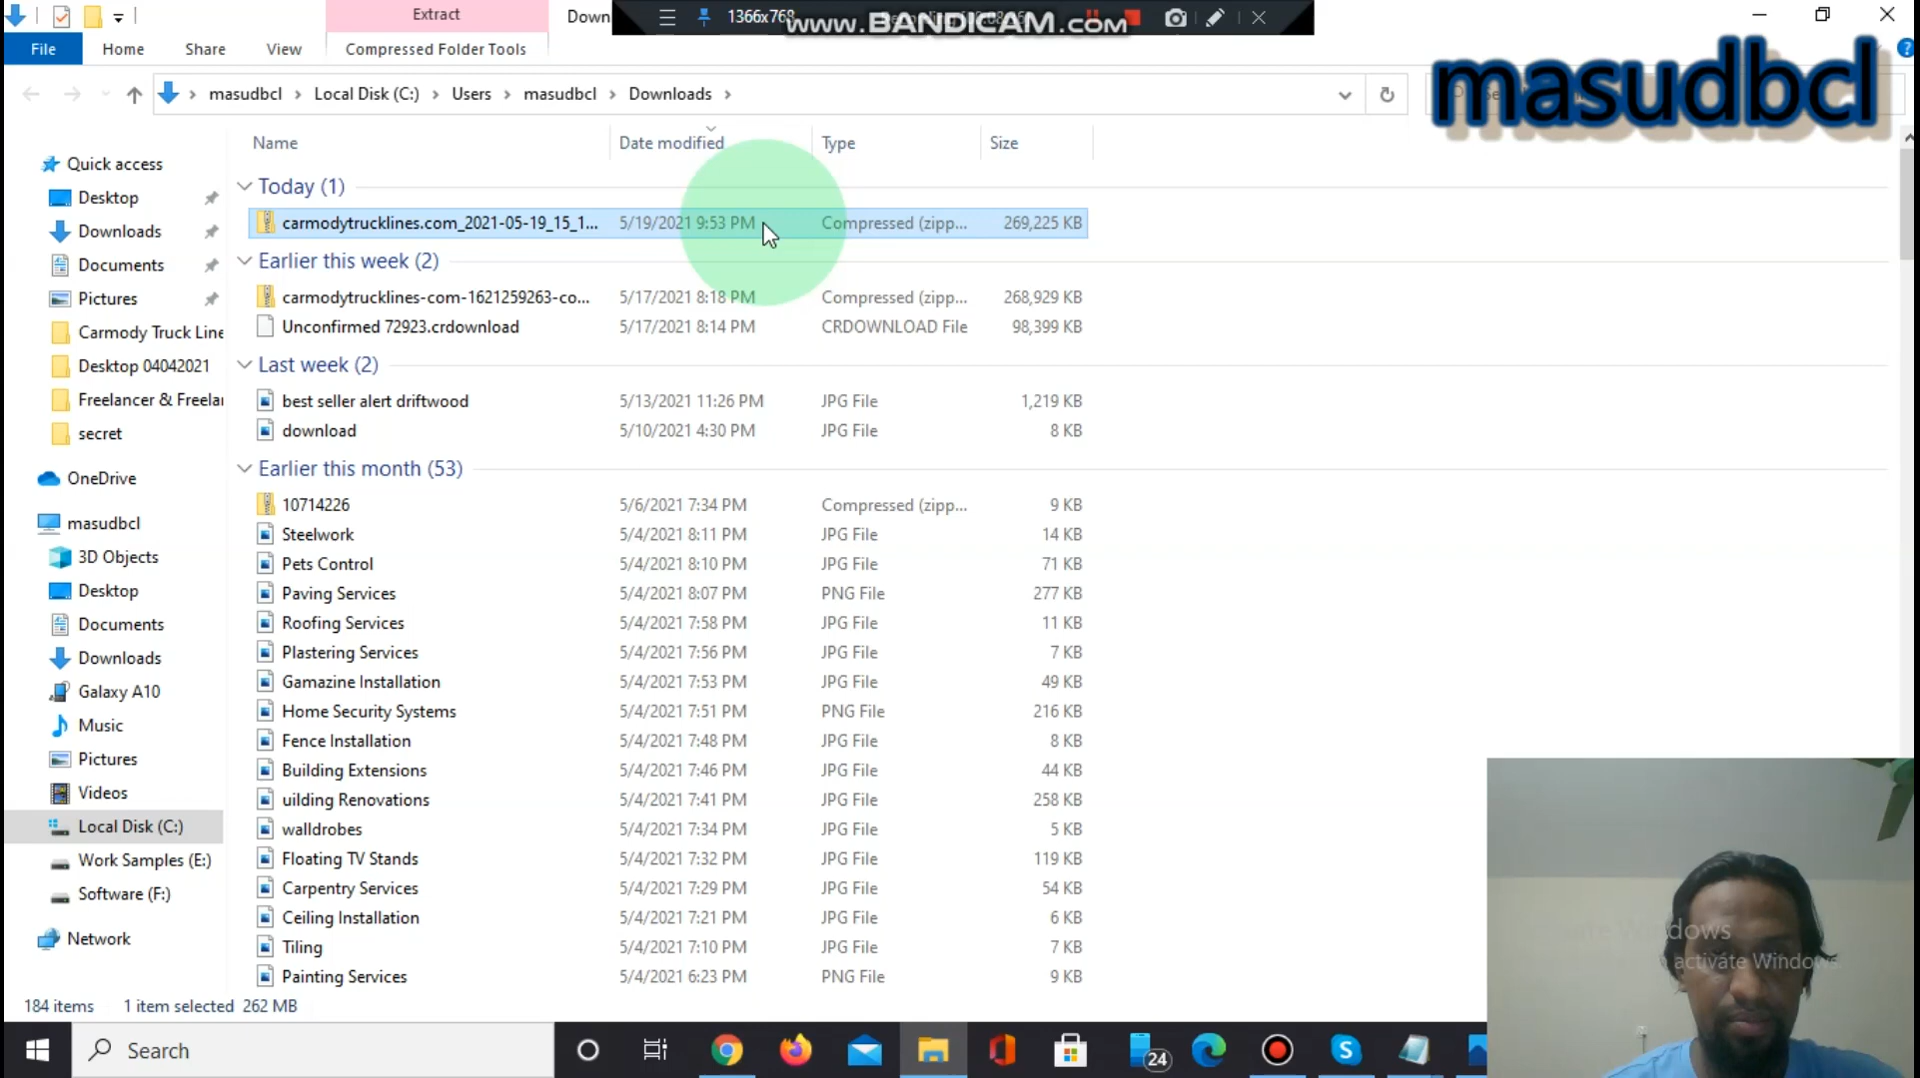 Extract
Down
1366x768
www.BANDICAM.com
File Home Share View Compressed Folder Tools
masudbcl
masudbcl Local Disk (C:) Users masudbcl Downloads
Name Date modified Type Size
Quick access
Desktop
Downloads
Documents
Pictures
Carmody Truck Line
Desktop 04042021
Freelancer & Freelar
secret
OneDrive
masudbcl
3D Objects
Desktop
Documents
Downloads
Galaxy A10
Music
Pictures
Videos
Local Disk (C:)
Work Samples (E:)
Software (F:)
Network
Today (1)
carmodytrucklines.com_2021-05-19_15_1... 5/19/2021 9:53 PM Compressed (zipp... 269,225 KB
Earlier this week (2)
carmodytrucklines-com-1621259263-co... 5/17/2021 8:18 PM Compressed (zipp... 268,929 KB
Unconfirmed 72923.crdownload 5/17/2021 8:14 PM CRDOWNLOAD File 98,399 KB
Last week (2)
best seller alert driftwood 5/13/2021 11:26 PM JPG File 1,219 KB
download 5/10/2021 4:30 PM JPG File 8 KB
Earlier this month (53)
10714226 5/6/2021 7:34 PM Compressed (zipp... 9 KB
Steelwork 5/4/2021 8:11 PM JPG File 14 KB
Pets Control 5/4/2021 8:10 PM JPG File 71 KB
Paving Services 5/4/2021 8:07 PM PNG File 277 KB
Roofing Services 5/4/2021 7:58 PM JPG File 11 KB
Plastering Services 5/4/2021 7:56 PM JPG File 7 KB
Gamazine Installation 5/4/2021 7:53 PM JPG File 49 KB
Home Security Systems 5/4/2021 7:51 PM PNG File 216 KB
Fence Installation 5/4/2021 7:48 PM JPG File 8 KB
Building Extensions 5/4/2021 7:46 PM JPG File 44 KB
uilding Renovations 5/4/2021 7:41 PM JPG File 258 KB
walldrobes 5/4/2021 7:34 PM JPG File 5 KB
Floating TV Stands 5/4/2021 7:32 PM JPG File 119 KB
Carpentry Services 5/4/2021 7:29 PM JPG File 54 KB
Ceiling Installation 5/4/2021 7:21 PM JPG File 6 KB
Tiling 5/4/2021 7:10 PM JPG File 7 KB
Painting Services 5/4/2021 6:23 PM PNG File 9 KB
activate Windows
184 items 1 item selected 262 MB
Search
24